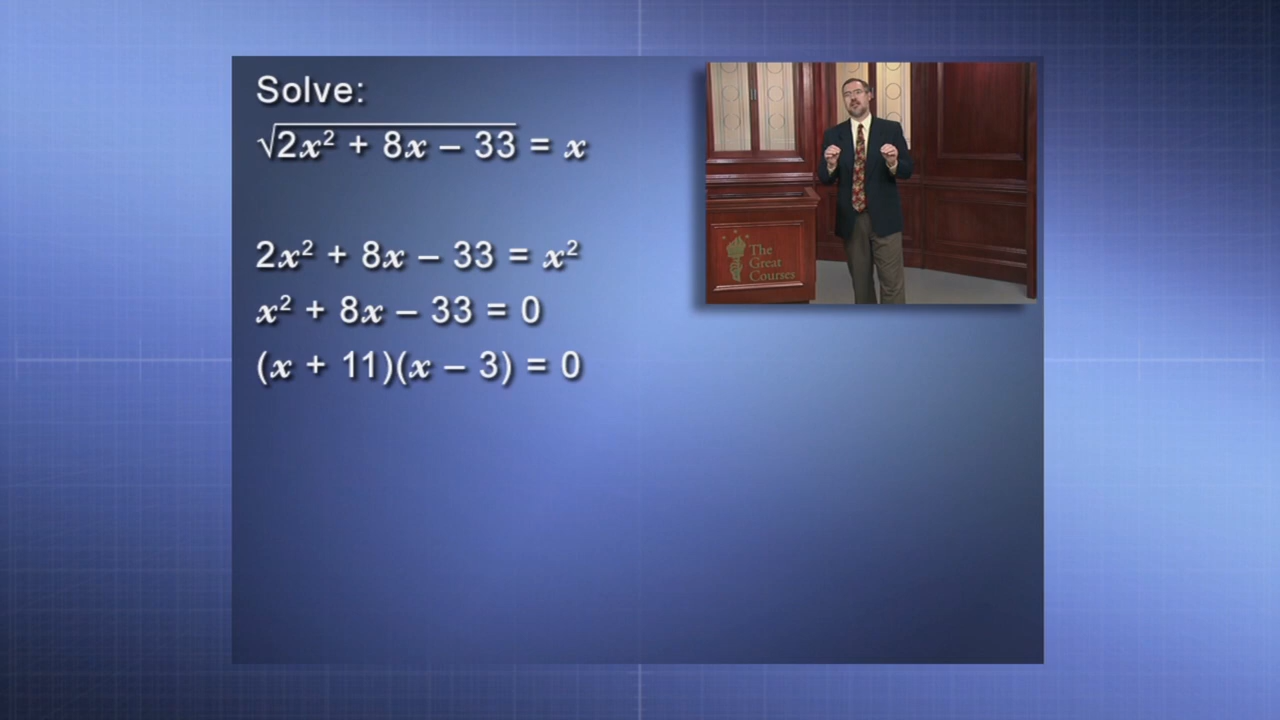 Solve:
√2x² + 8x – 33 = x
2x² + 8x – 33 = x²
x² + 8x – 33 = 0
(x + 11)(x – 3) = 0
The
Great
Courses